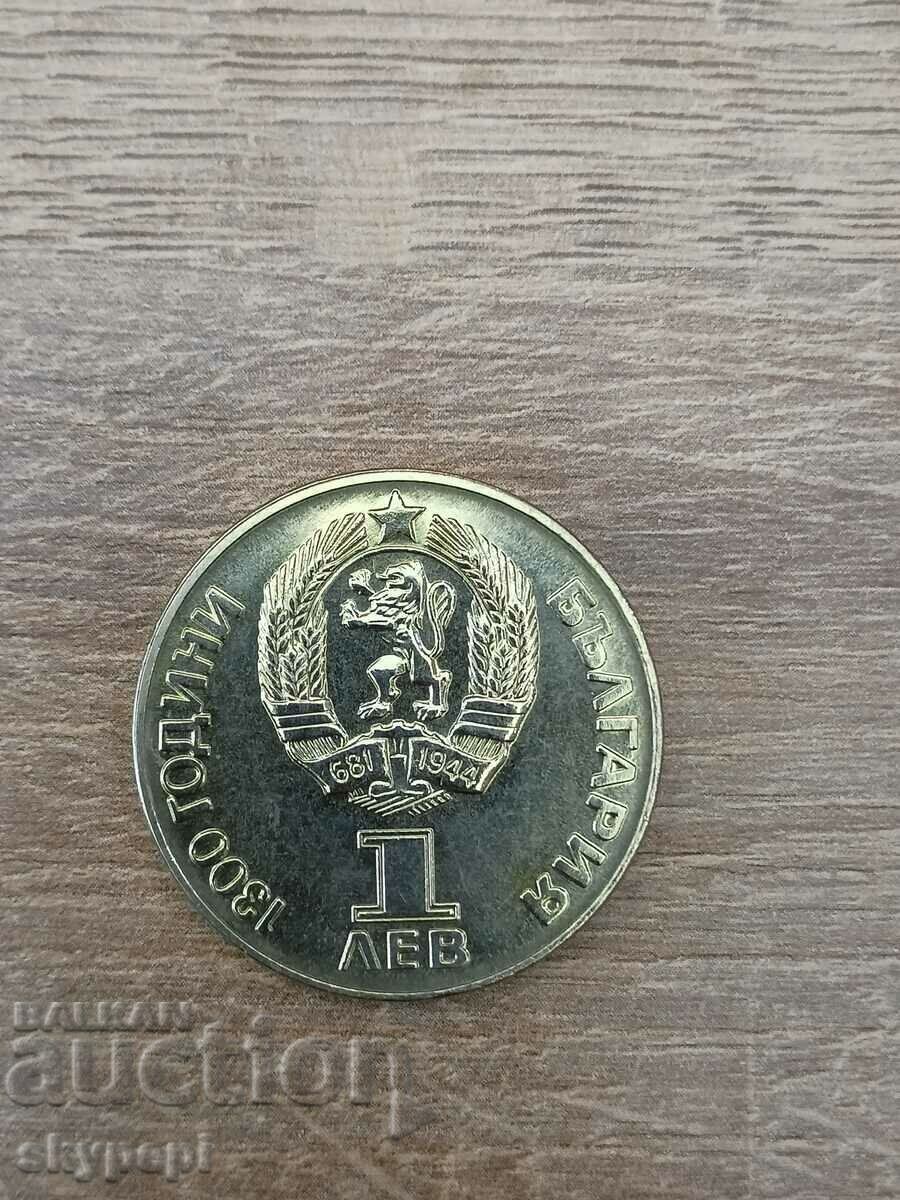 1300 ГОДИНИ
БЪЛГАРИЯ
681 1944
1
ЛЕВ
BALKAN
auction
skypepi